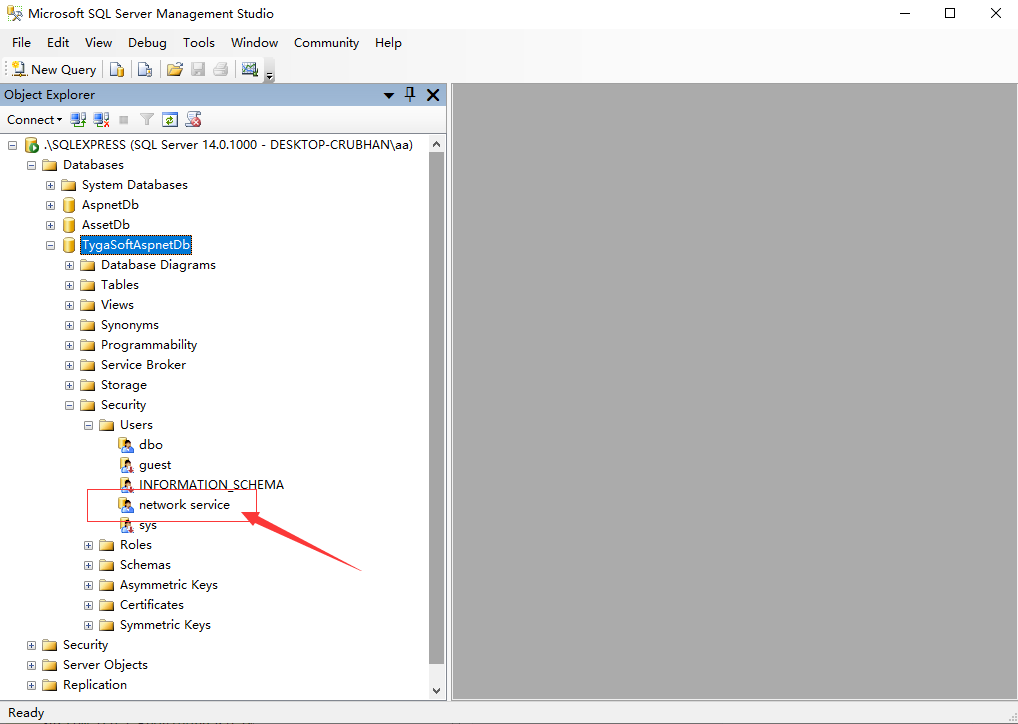 Microsoft SQL Server Management Studio
File Edit View Debug Tools Window Community Help
New Query
Object Explorer
Connect
.\SQLEXPRESS (SQL Server 14.0.1000 - DESKTOP-CRUBHAN\aa)
Databases
System Databases
AspnetDb
AssetDb
TygaSoftAspnetDb
Database Diagrams
Tables
Views
Synonyms
Programmability
Service Broker
Storage
Security
Users
dbo
guest
INFORMATION_SCHEMA
network service
sys
Roles
Schemas
Asymmetric Keys
Certificates
Symmetric Keys
Security
Server Objects
Replication
Ready